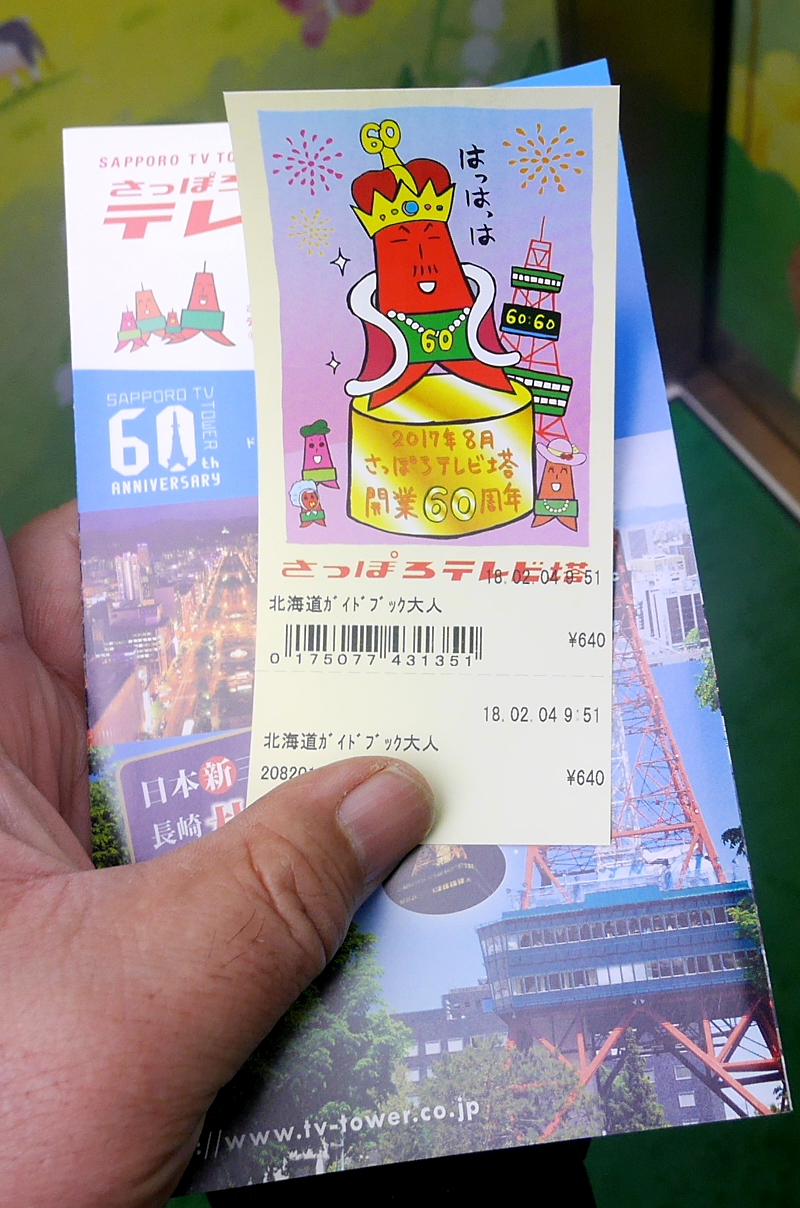 SAPPORO TV TO
さっぽろ
テレ
SAPPORO TV
TOWER
60th
ANNIVERSARY
日本新三
長崎
60
はっはっは
60:60
60
2017年8月
さっぽろテレビ塔
開業60周年
さっぽろテレビ塔
18.02.04 9:51
北海道ｶﾞｲﾄﾞﾌﾞｯｸ大人
¥640
0 175077 431351
18.02.04 9:51
北海道ｶﾞｲﾄﾞﾌﾞｯｸ大人
¥640
://www.tv-tower.co.jp